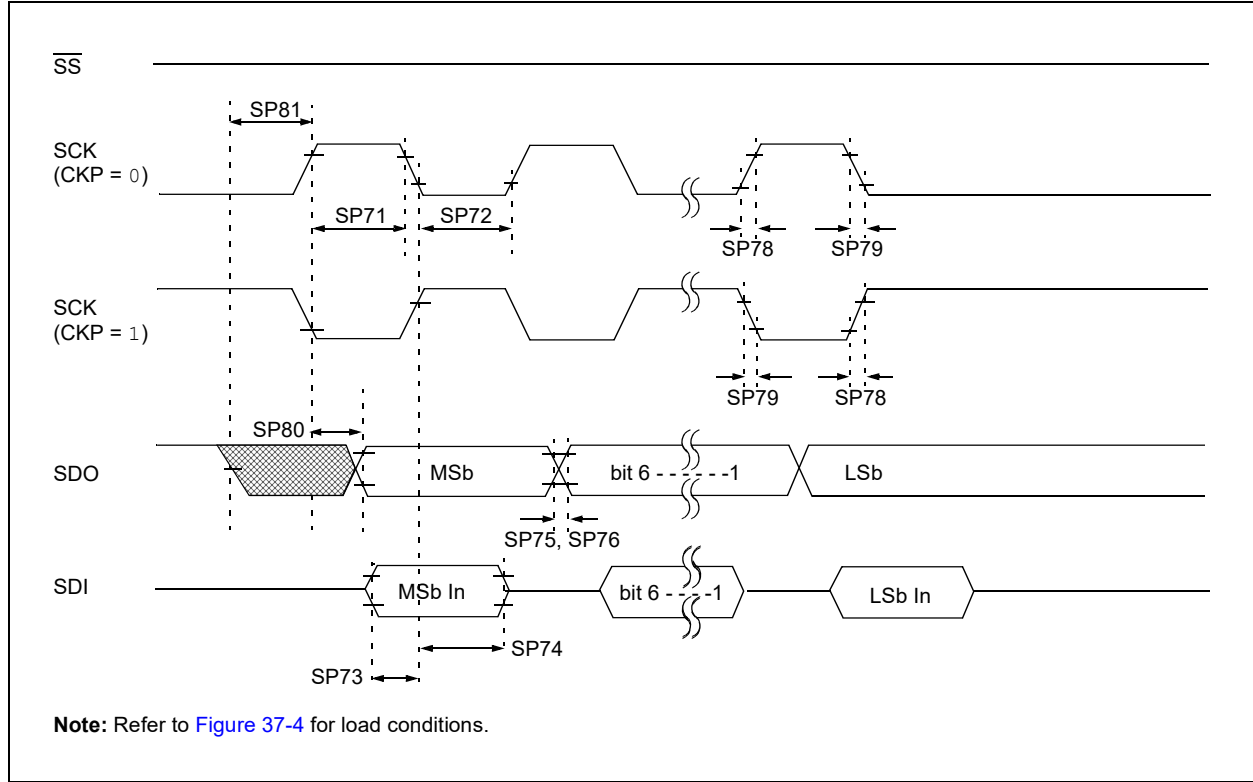 SS
SP81
SCK
(CKP = 0)
SP71
SP72
SP78
SP79
SCK
(CKP = 1)
SP79
SP78
SP80
SDO
MSb
bit 6 - - - - - -1
LSb
SP75, SP76
SDI
MSb In
bit 6 - - - -1
LSb In
SP74
SP73
Note: Refer to Figure 37-4 for load conditions.